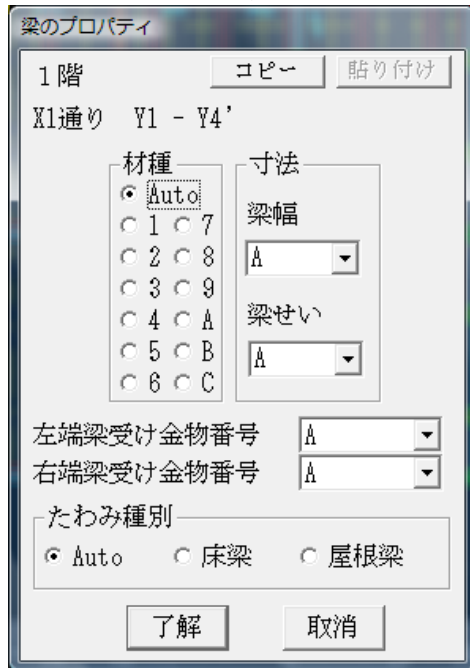 梁のプロパティ
1階 コピー 貼り付け
X1通り Y1 - Y4'
材種 寸法
Auto
1 7
2 8
3 9
4 A
5 B
6 C
梁幅
A
梁せい
A
左端梁受け金物番号 A
右端梁受け金物番号 A
たわみ種別
Auto 床梁 屋根梁
了解 取消